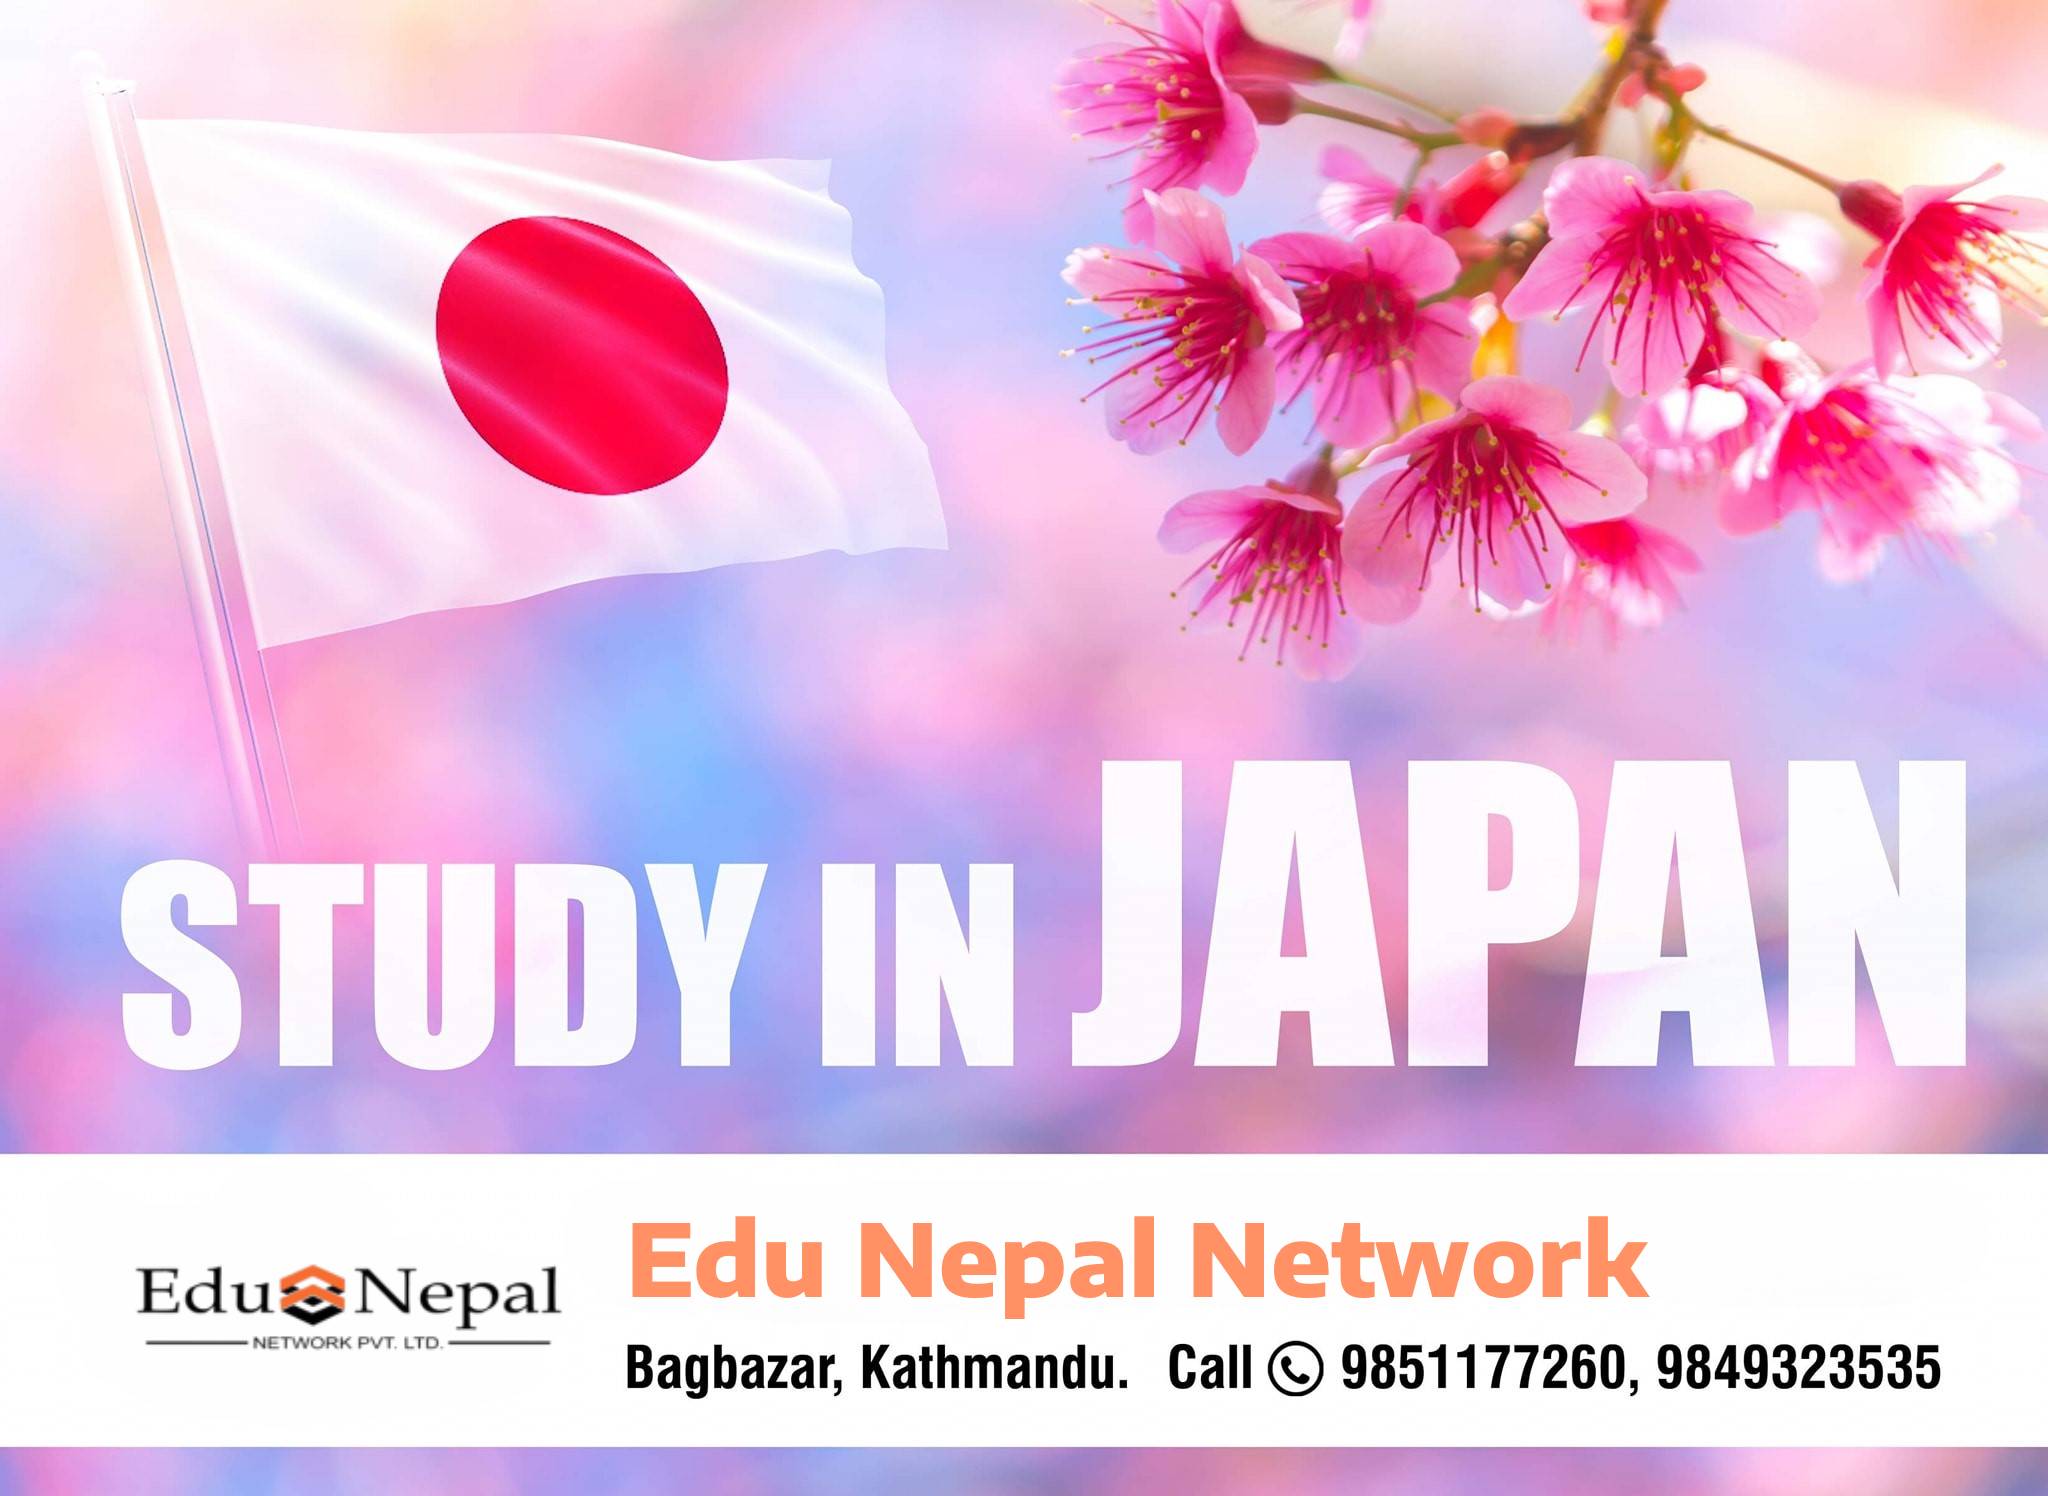 STUDY IN JAPAN
Edu Nepal
NETWORK PVT. LTD.
Edu Nepal Network
Bagbazar, Kathmandu. Call 9851177260, 9849323535